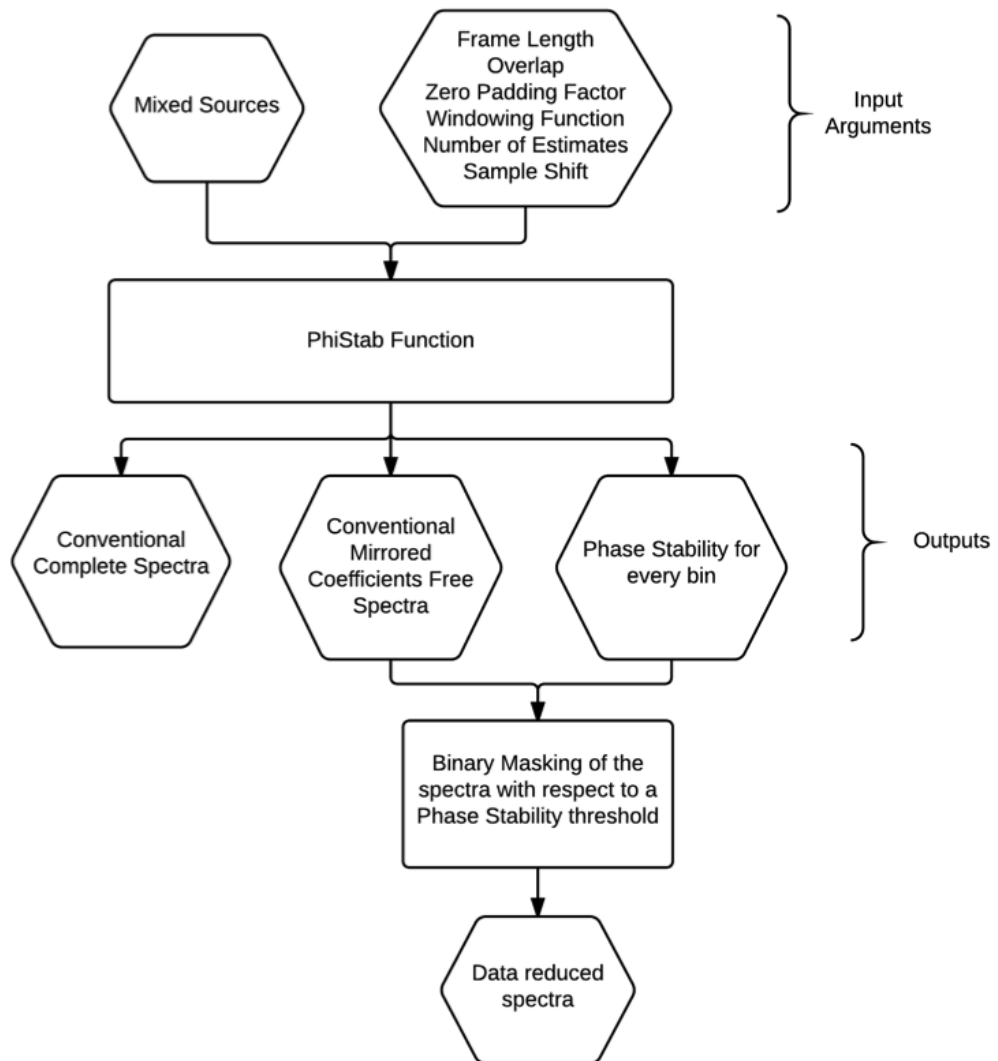 Mixed Sources
Frame Length
Overlap
Zero Padding Factor
Windowing Function
Number of Estimates
Sample Shift
Input
Arguments
PhiStab Function
Conventional
Complete Spectra
Conventional
Mirrored
Coefficients Free
Spectra
Phase Stability for
every bin
Outputs
Binary Masking of the
spectra with respect to a
Phase Stability threshold
Data reduced
spectra